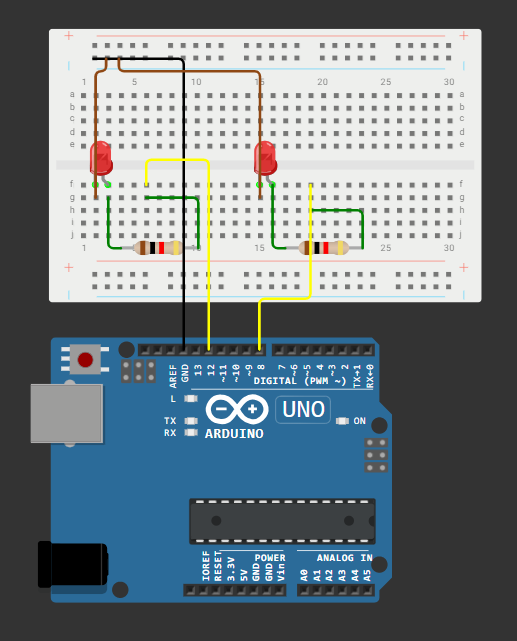 + +
1 5 10 15 20 25 30
a a
b b
c c
d d
e e
f f
g g
h h
i i
j j
1 5 10 15 20 25 30
+ +
AREF
GND
13
12
~11
~10
~9
8
7
~6
~5
4
~3
2
TX→1
RX←0
DIGITAL (PWM ~)
L
TX
RX
ARDUINO
UNO
ON
IOREF
RESET
3.3V
5V
GND
GND
Vin
POWER
ANALOG IN
A0
A1
A2
A3
A4
A5